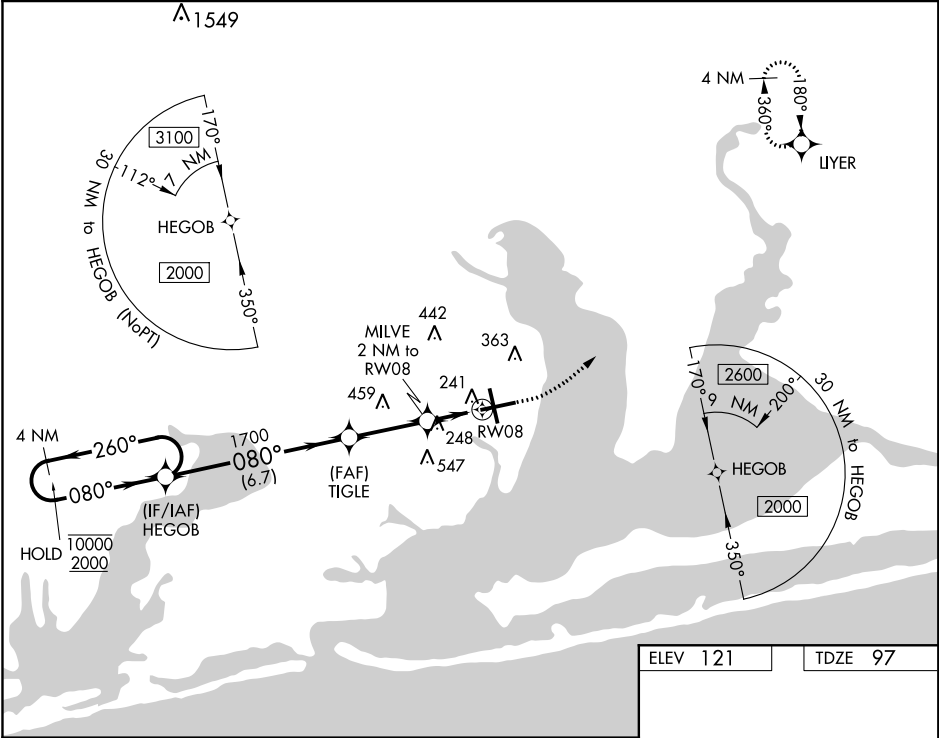 1549
4 NM
360°
180°
LIYER
170°
3100
30 NM to HEGOB (NoPT)
112°
7 NM
HEGOB
2000
350°
442
MILVE
2 NM to
RW08
363
459
241
248
RW08
547
4 NM
260°
1700
080°
(6.7)
080°
(FAF)
TIGLE
(IF/IAF)
HEGOB
HOLD
10000
2000
170°
2600
200°
30 NM to HEGOB
9 NM
HEGOB
2000
350°
ELEV 121
TDZE 97